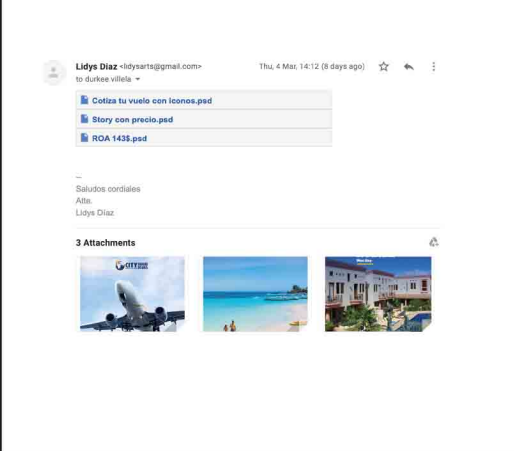 Lidys Diaz <lidysarts@gmail.com> Thu, 4 Mar, 14:12 (8 days ago)
to durkee villela
Cotiza tu vuelo con iconos.psd
Story con precio.psd
ROA 143$.psd
--
Saludos cordiales
Atte.
Lidys Díaz
3 Attachments
CITY